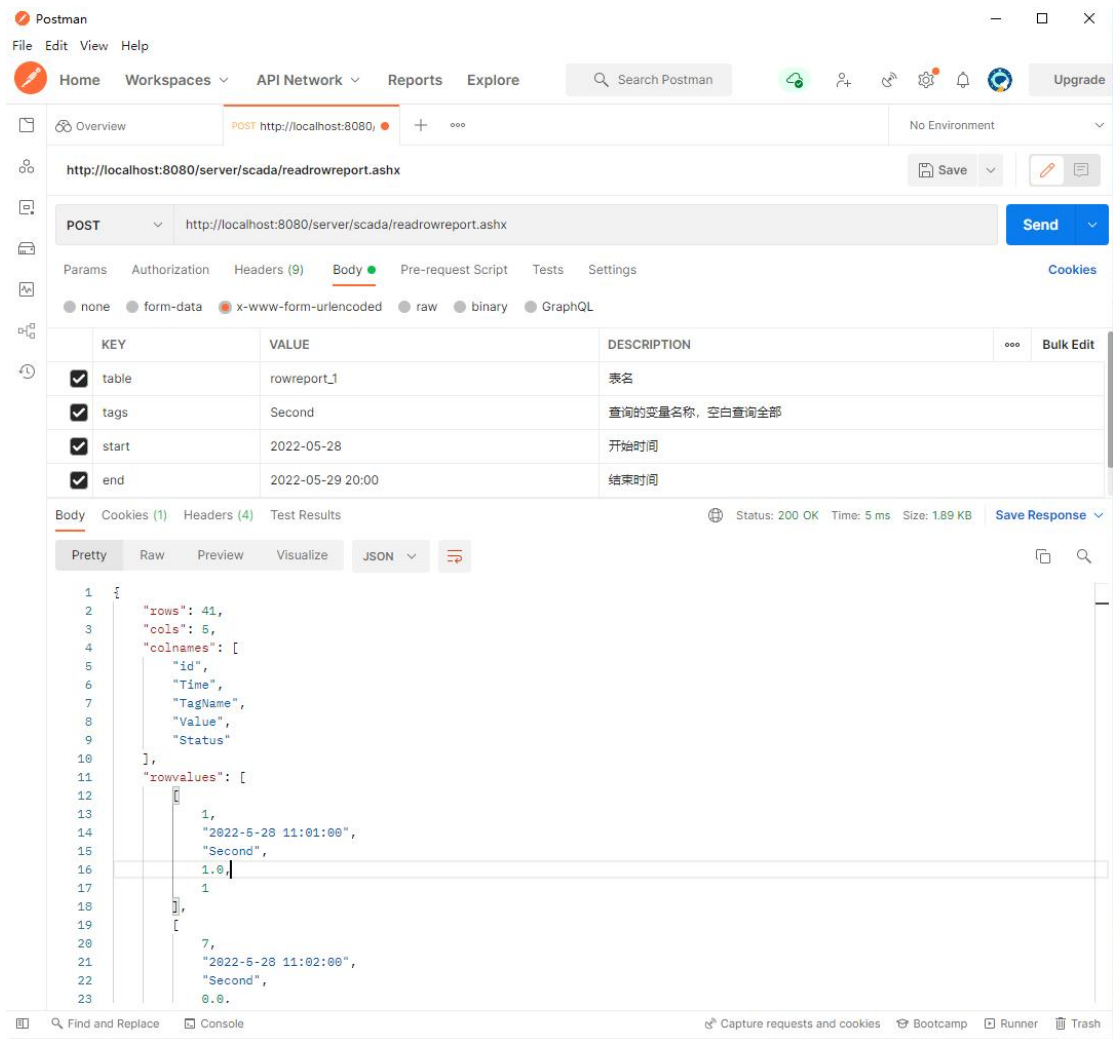 Postman
File Edit View Help
Home Workspaces API Network Reports Explore Search Postman Upgrade
Overview POST http://localhost:8080/ No Environment
http://localhost:8080/server/scada/readrowreport.ashx Save
POST http://localhost:8080/server/scada/readrowreport.ashx Send
Params Authorization Headers (9) Body Pre-request Script Tests Settings Cookies
none form-data x-www-form-urlencoded raw binary GraphQL
KEY VALUE DESCRIPTION ooo Bulk Edit
table rowreport_1 表名
tags Second 查询的变量名称，空白查询全部
start 2022-05-28 开始时间
end 2022-05-29 20:00 结束时间
Body Cookies (1) Headers (4) Test Results Status: 200 OK Time: 5 ms Size: 1.89 KB Save Response
Pretty Raw Preview Visualize JSON
1 {
2 "rows": 41,
3 "cols": 5,
4 "colnames": [
5 "id",
6 "Time",
7 "TagName",
8 "Value",
9 "Status"
10 ],
11 "rowvalues": [
12 [
13 1,
14 "2022-5-28 11:01:00",
15 "Second",
16 1.0,
17 1
18 ],
19 [
20 7,
21 "2022-5-28 11:02:00",
22 "Second",
23 0.0,
Find and Replace Console Capture requests and cookies Bootcamp Runner Trash